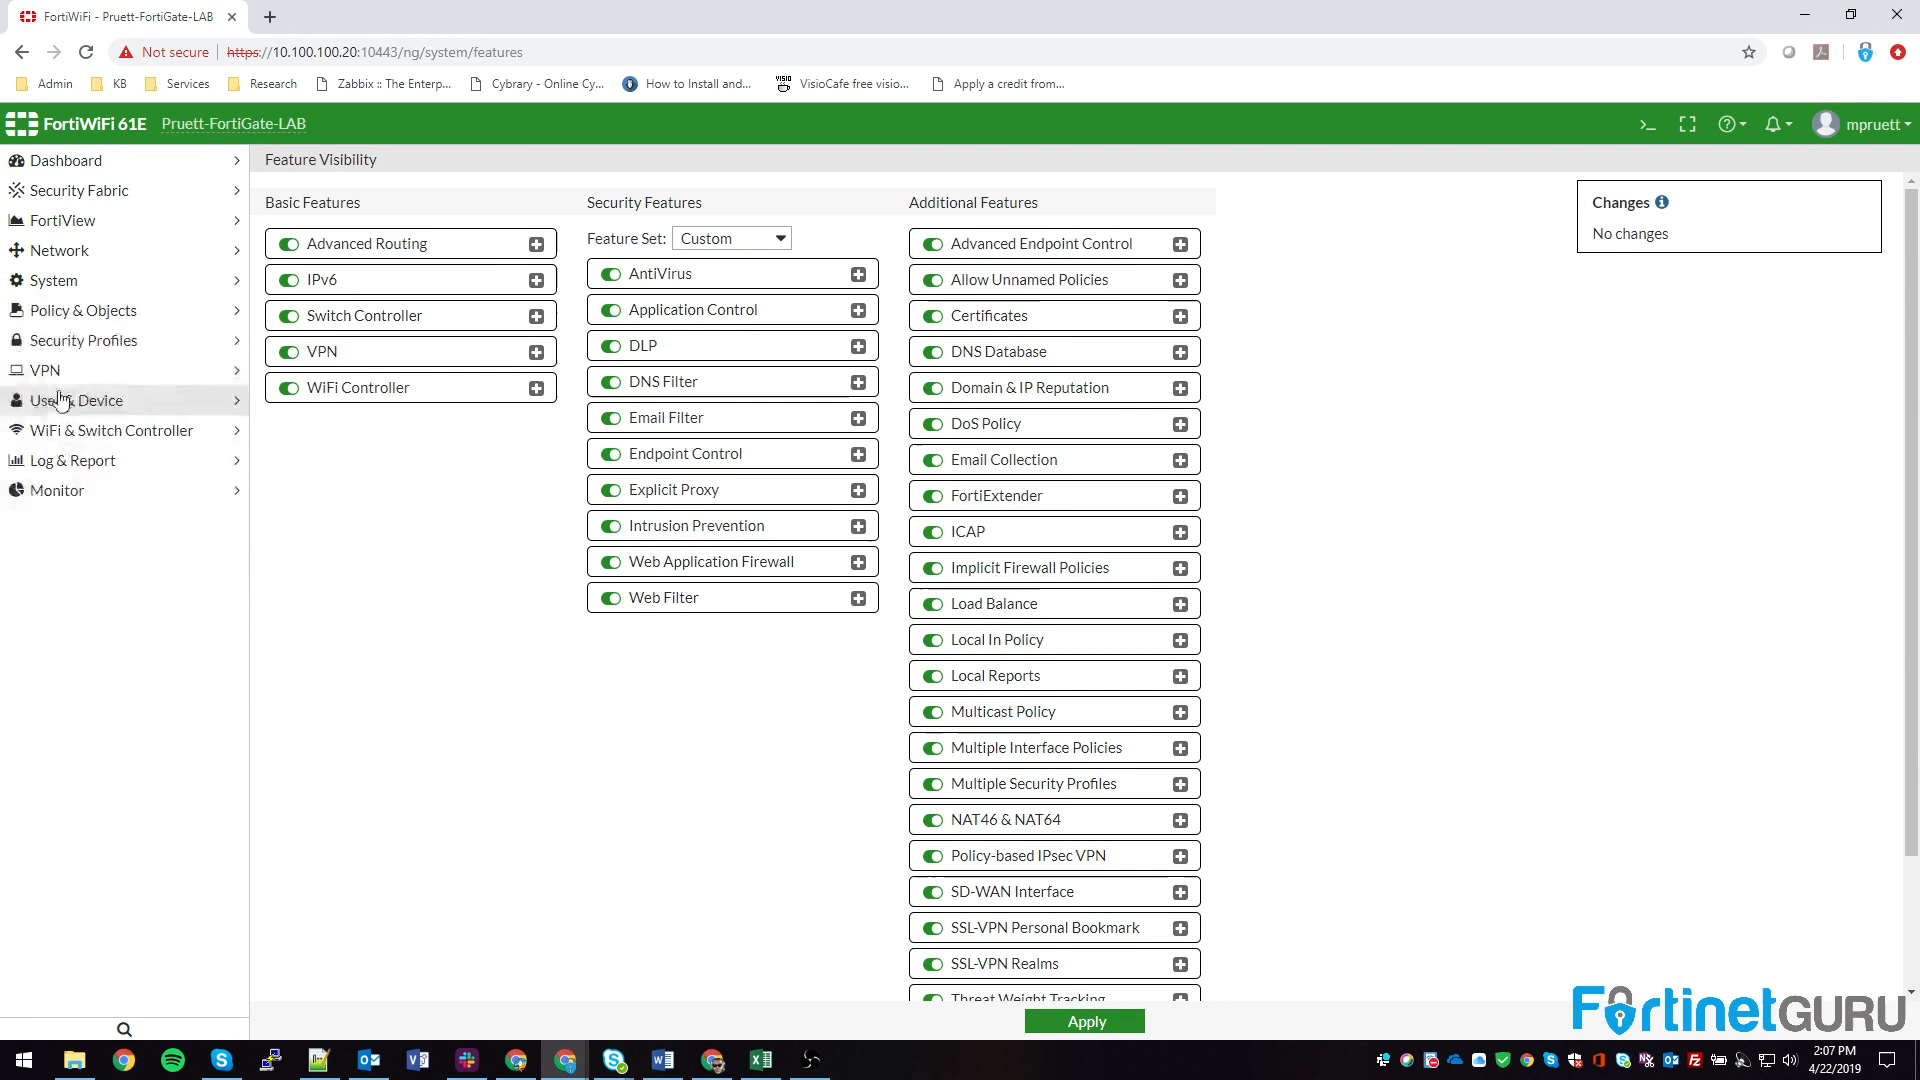 FortiWiFi - Pruett-FortiGate-LAB
Not secure
https://10.100.100.20:10443/ng/system/features
Admin
KB
Services
Research
Zabbix :: The Enterp...
Cybrary - Online Cy...
How to Install and...
VISIO
VisioCafe free visio...
Apply a credit from...
FortiWiFi 61E
Pruett-FortiGate-LAB
mpruett
Dashboard
Security Fabric
FortiView
Network
System
Policy & Objects
Security Profiles
VPN
User & Device
WiFi & Switch Controller
Log & Report
Monitor
Feature Visibility
Basic Features
Advanced Routing
IPv6
Switch Controller
VPN
WiFi Controller
Security Features
Feature Set: Custom
AntiVirus
Application Control
DLP
DNS Filter
Email Filter
Endpoint Control
Explicit Proxy
Intrusion Prevention
Web Application Firewall
Web Filter
Additional Features
Advanced Endpoint Control
Allow Unnamed Policies
Certificates
DNS Database
Domain & IP Reputation
DoS Policy
Email Collection
FortiExtender
ICAP
Implicit Firewall Policies
Load Balance
Local In Policy
Local Reports
Multicast Policy
Multiple Interface Policies
Multiple Security Profiles
NAT46 & NAT64
Policy-based IPsec VPN
SD-WAN Interface
SSL-VPN Personal Bookmark
SSL-VPN Realms
Threat Weight Tracking
Changes
No changes
Apply
FortinetGURU
2:07 PM
4/22/2019